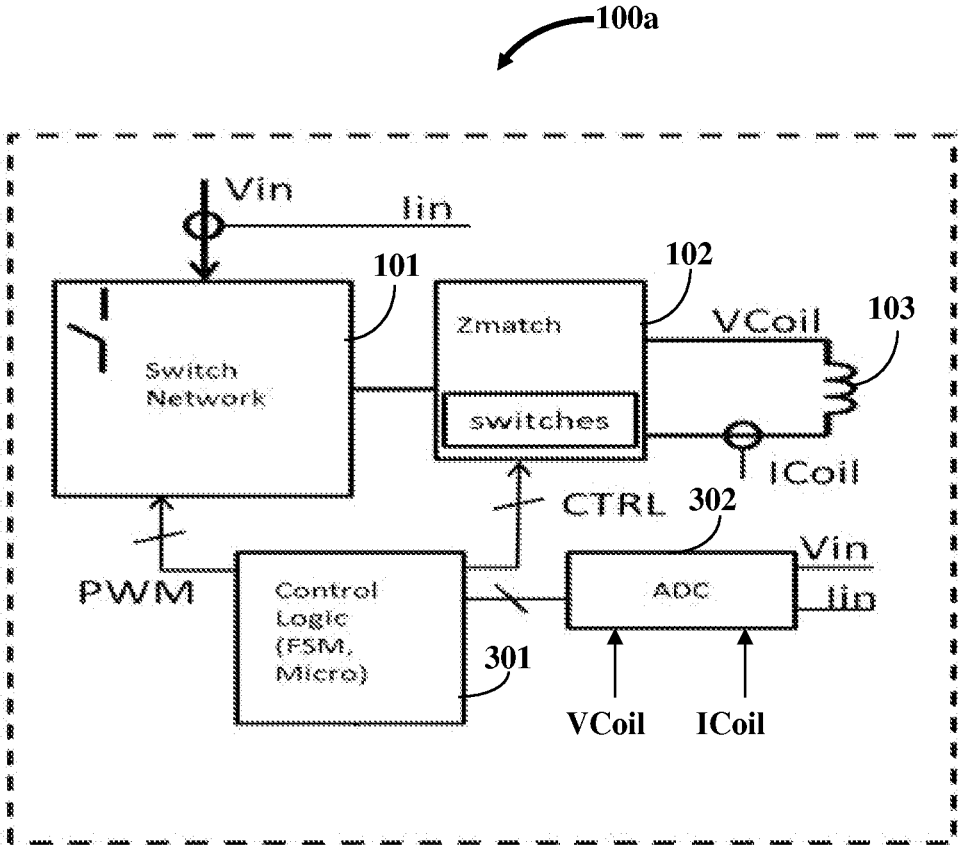 100a
Vin
Iin
101
102
Zmatch
VCoil
103
Switch
Network
switches
ICoil
CTRL
302
PWM
Control
Logic
(FSM,
Micro)
301
ADC
Vin
Iin
VCoil
ICoil